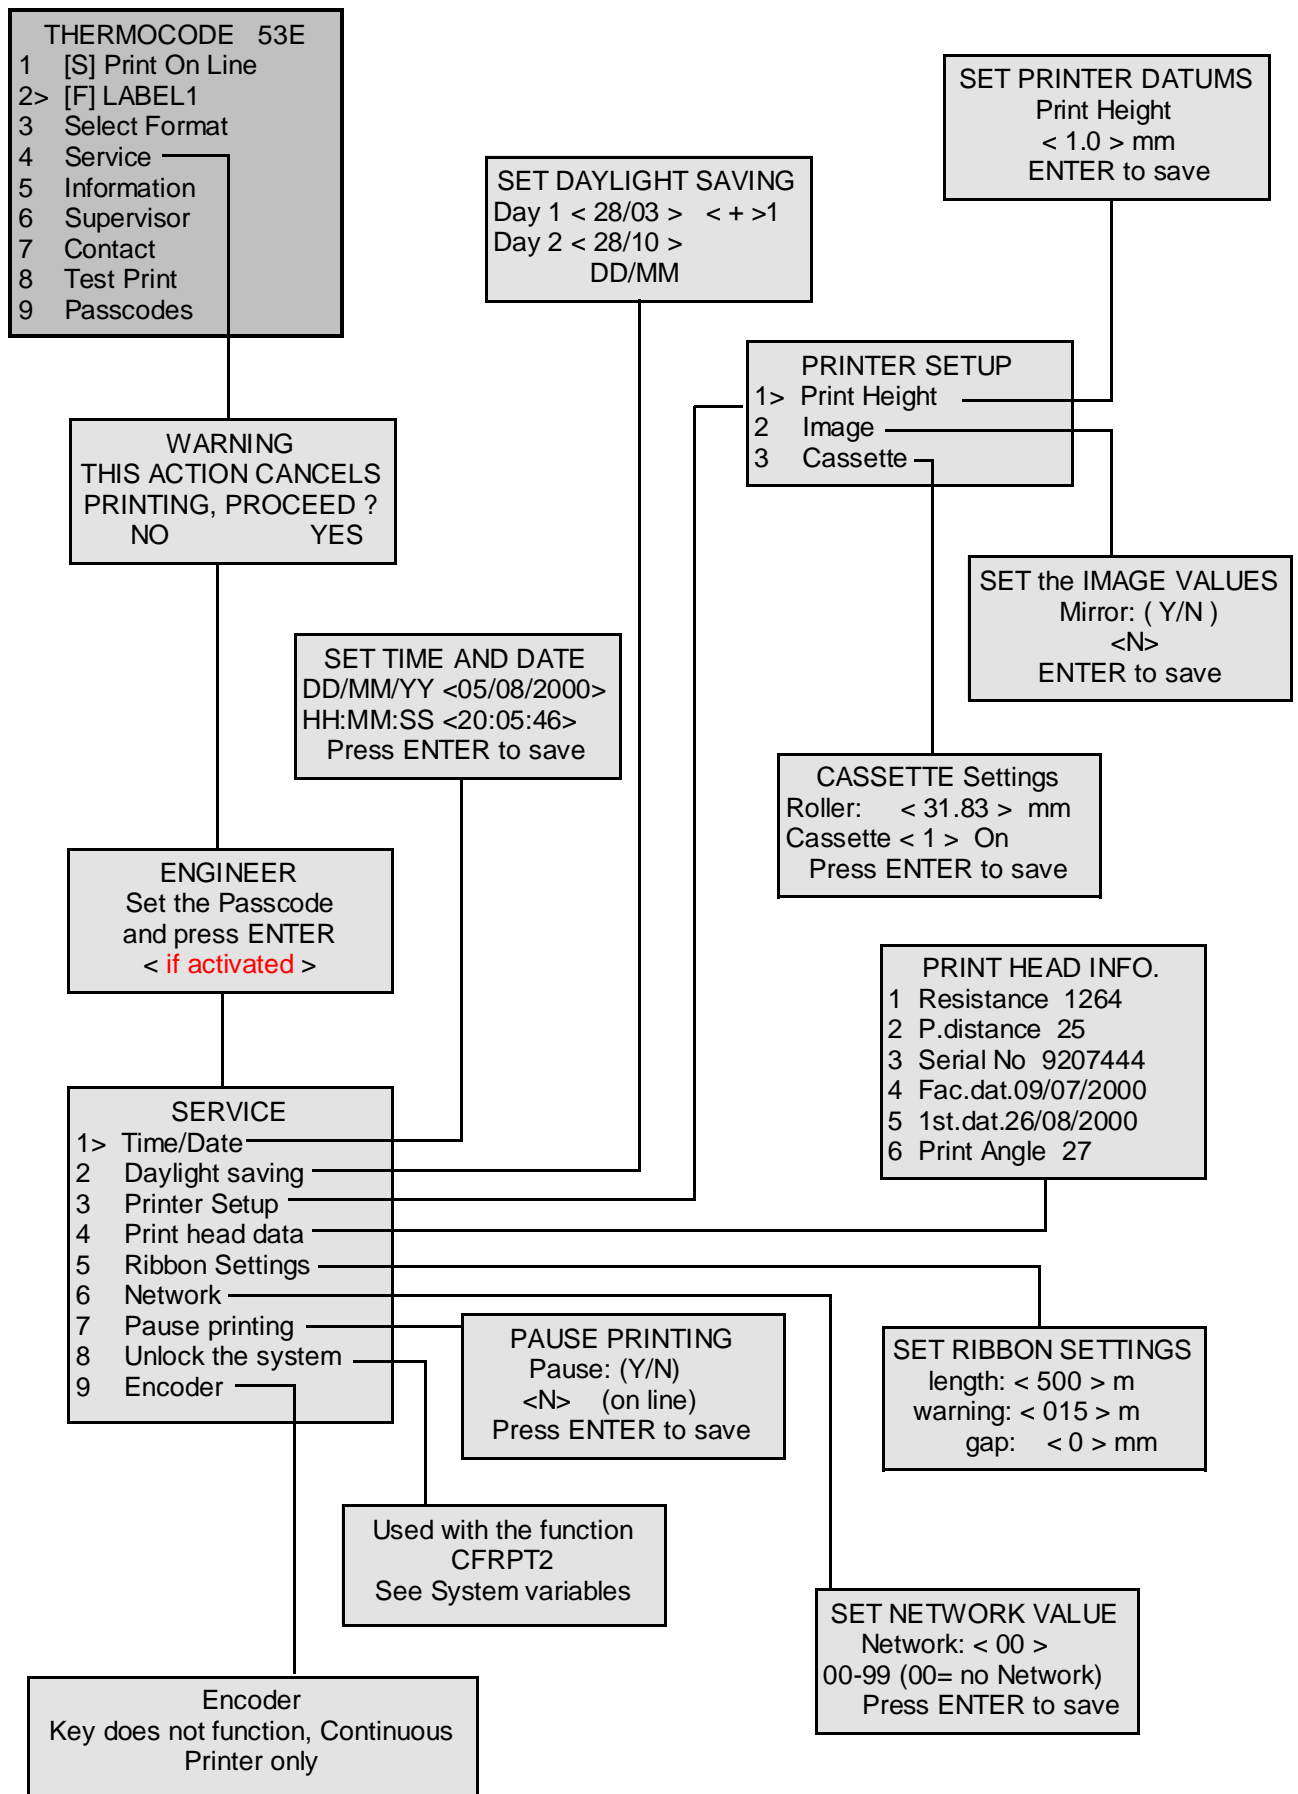 THERMOCODE 53E
1 [S] Print On Line
2> [F] LABEL1
3 Select Format
4 Service
5 Information
6 Supervisor
7 Contact
8 Test Print
9 Passcodes
SET PRINTER DATUMS
Print Height
< 1.0 > mm
ENTER to save
SET DAYLIGHT SAVING
Day 1 < 28/03 > < + >1
Day 2 < 28/10 >
DD/MM
PRINTER SETUP
1> Print Height
2 Image
3 Cassette
WARNING
THIS ACTION CANCELS
PRINTING, PROCEED ?
NO YES
SET the IMAGE VALUES
Mirror: ( Y/N )
<N>
ENTER to save
SET TIME AND DATE
DD/MM/YY <05/08/2000>
HH:MM:SS <20:05:46>
Press ENTER to save
CASSETTE Settings
Roller: < 31.83 > mm
Cassette < 1 > On
Press ENTER to save
ENGINEER
Set the Passcode
and press ENTER
< if activated >
PRINT HEAD INFO.
1 Resistance 1264
2 P.distance 25
3 Serial No 9207444
4 Fac.dat.09/07/2000
5 1st.dat.26/08/2000
6 Print Angle 27
SERVICE
1> Time/Date
2 Daylight saving
3 Printer Setup
4 Print head data
5 Ribbon Settings
6 Network
7 Pause printing
8 Unlock the system
9 Encoder
PAUSE PRINTING
Pause: (Y/N)
<N> (on line)
Press ENTER to save
SET RIBBON SETTINGS
length: < 500 > m
warning: < 015 > m
gap: < 0 > mm
Used with the function
CFRPT2
See System variables
SET NETWORK VALUE
Network: < 00 >
00-99 (00= no Network)
Press ENTER to save
Encoder
Key does not function, Continuous
Printer only